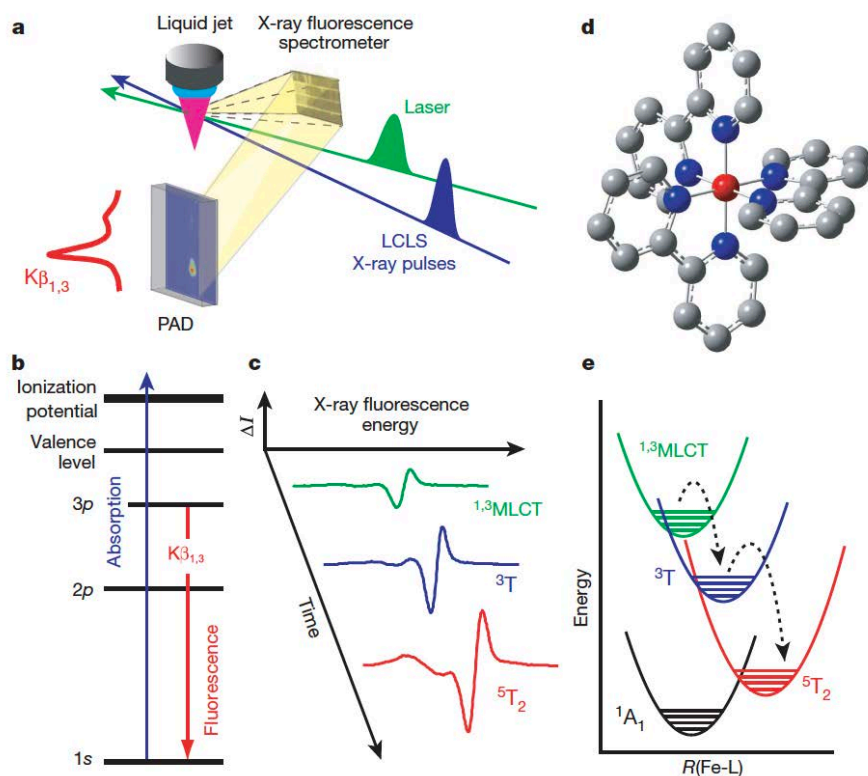 a
Liquid jet
X-ray fluorescence
spectrometer
Laser
LCLS
X-ray pulses
Kβ1,3
PAD
d
b
Ionization
potential
Valence
level
3p
2p
1s
Absorption
Kβ1,3
Fluorescence
c
ΔI
X-ray fluorescence
energy
1,3MLCT
3T
5T2
Time
e
Energy
1,3MLCT
3T
5T2
1A1
R(Fe-L)